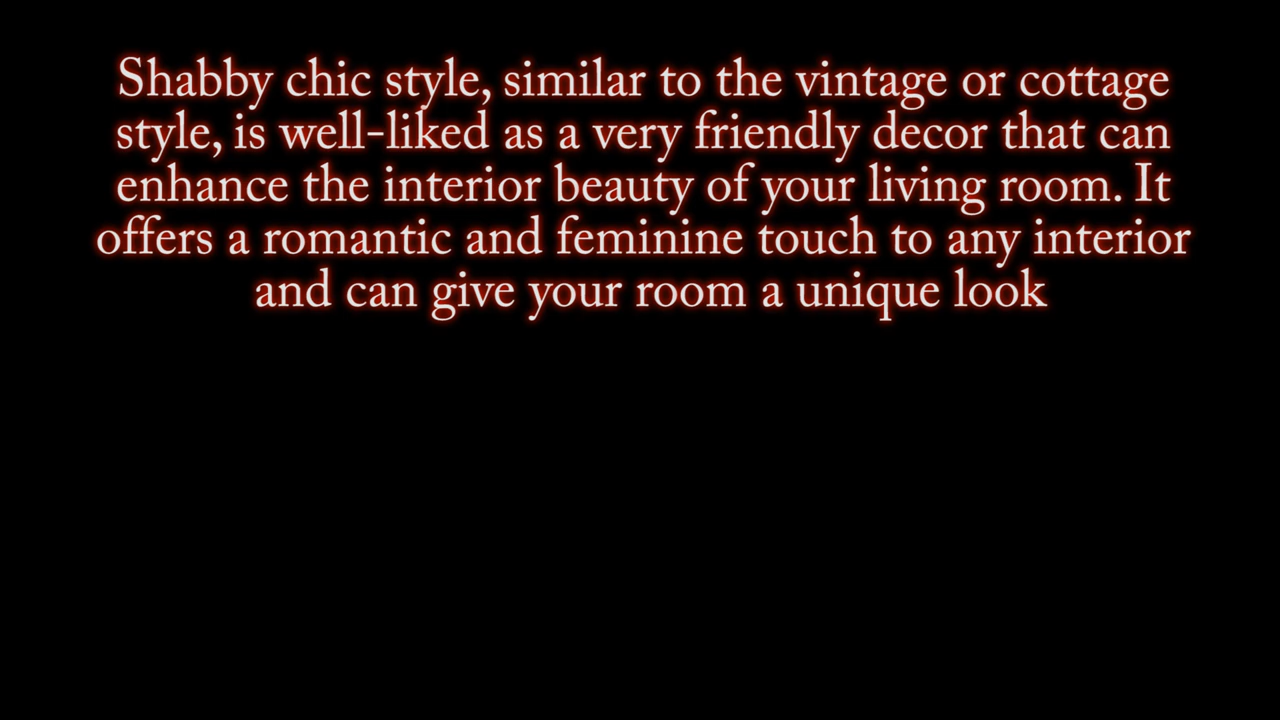 Shabby chic style, similar to the vintage or cottage
style, is well-liked as a very friendly decor that can
enhance the interior beauty of your living room. It
offers a romantic and feminine touch to any interior
and can give your room a unique look